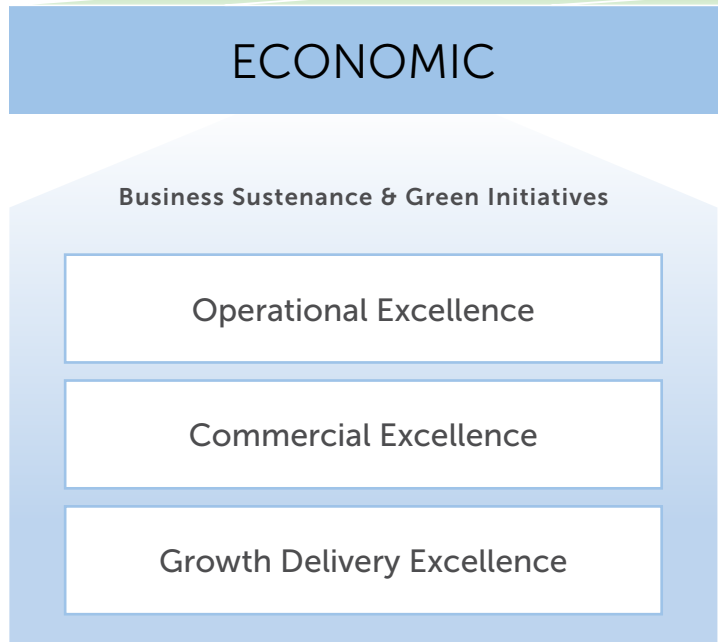 ECONOMIC
Business Sustenance & Green Initiatives
Operational Excellence
Commercial Excellence
Growth Delivery Excellence